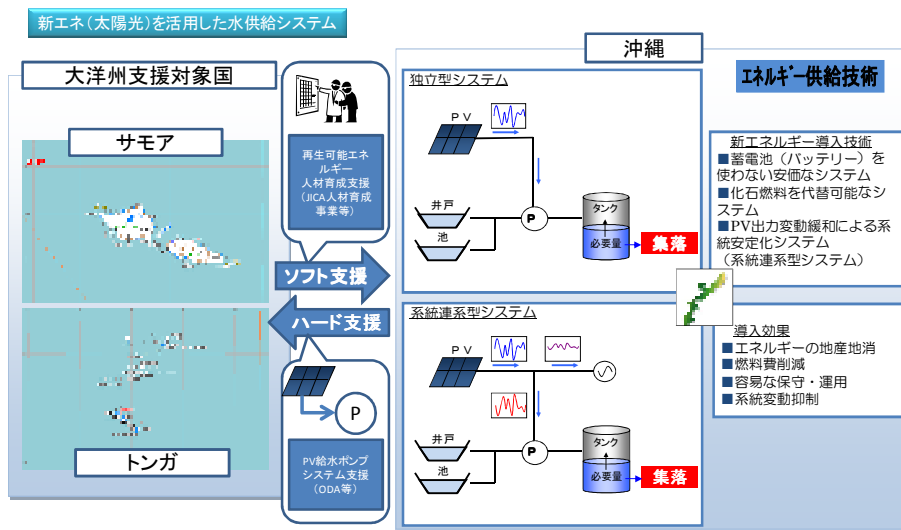 新エネ(太陽光)を活用した水供給システム
大洋州支援対象国
サモア
トンガ
再生可能エネ
ルギー
人材育成支援
(JICA人材育成
事業等)
ソフト支援
ハード支援
P
PV給水ポンプ
システム支援
(ODA等)
沖縄
独立型システム
PV
井戸
池
P
タンク
必要量
集落
系統連系型システム
PV
井戸
池
P
タンク
必要量
集落
エネルギー供給技術
新エネルギー導入技術
■蓄電池(バッテリー)を
使わない安価なシステム
■化石燃料を代替可能なシ
ステム
■PV出力変動緩和による系
統安定化システム
(系統連系型システム)
導入効果
■エネルギーの地産地消
■燃料費削減
■容易な保守・運用
■系統変動抑制